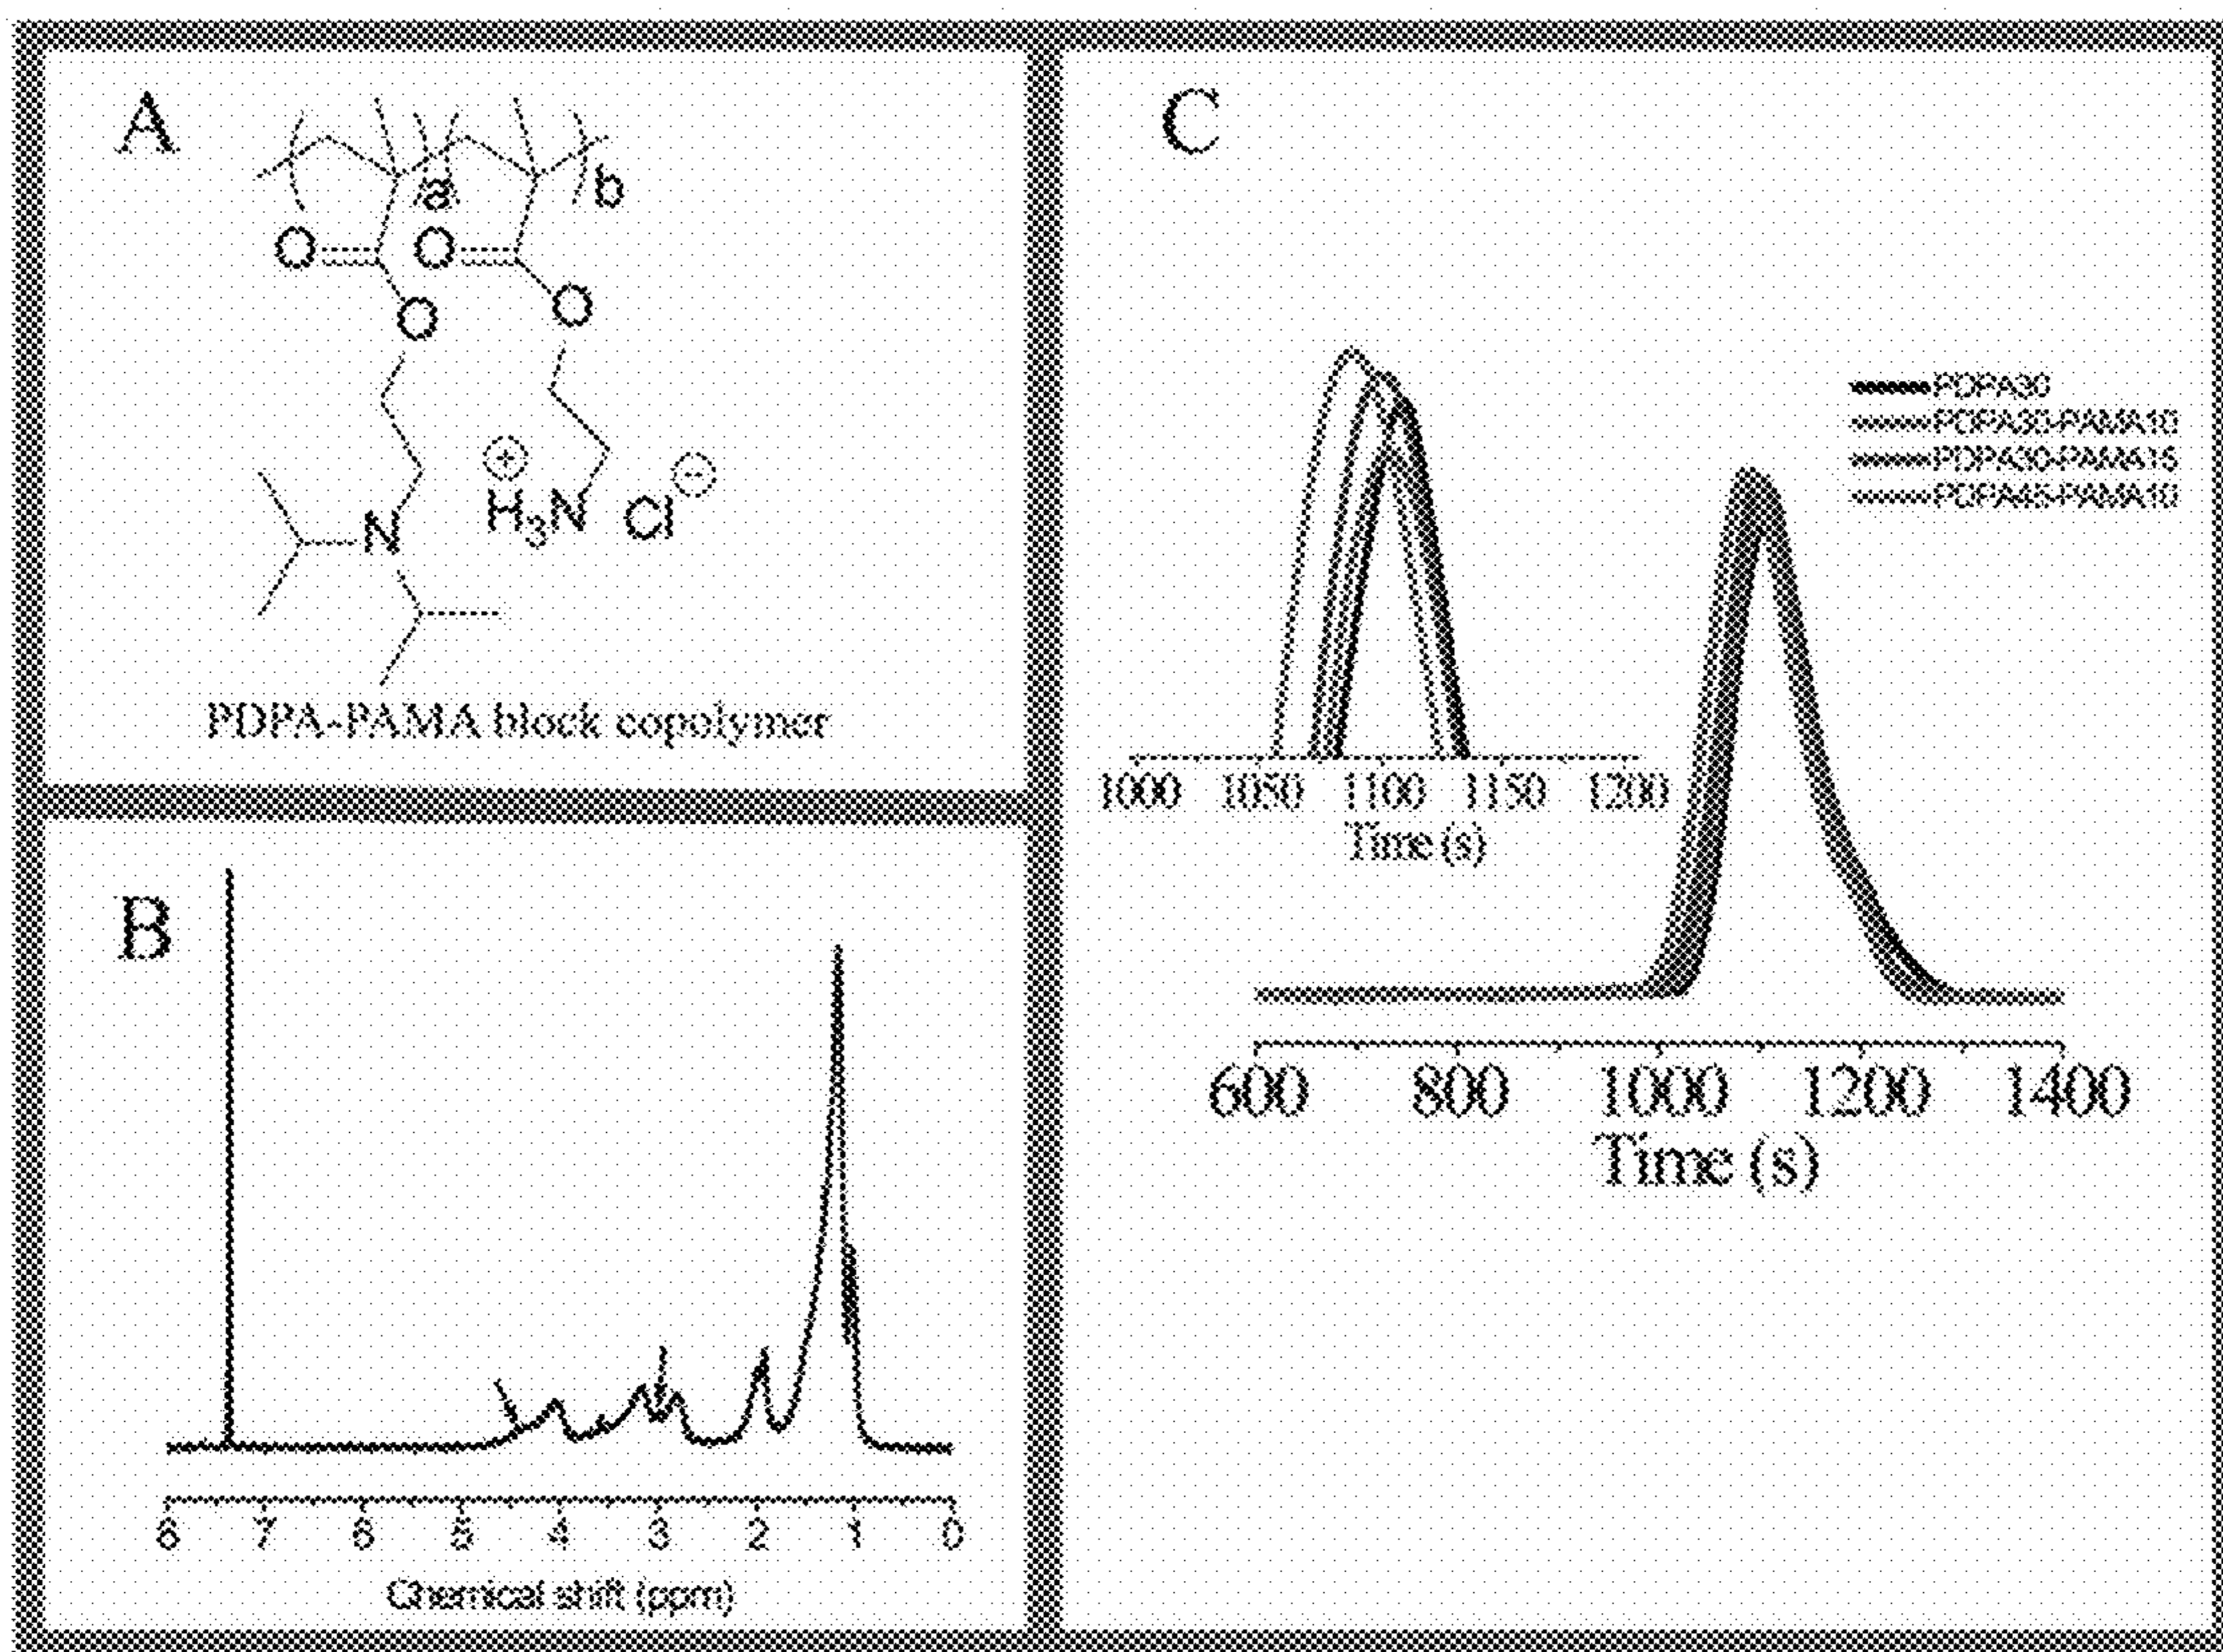 A
a
b
O
O
O
O
N
H₃N
Cl
⊕
⊖
PDPA-PAMA block copolymer
B
8 7 6 5 4 3 2 1 0
Chemical shift (ppm)
C
PDPA30
PDPA30-PAMA10
PDPA30-PAMA15
PDPA45-PAMA10
1000 1050 1100 1150 1200
Time (s)
600 800 1000 1200 1400
Time (s)